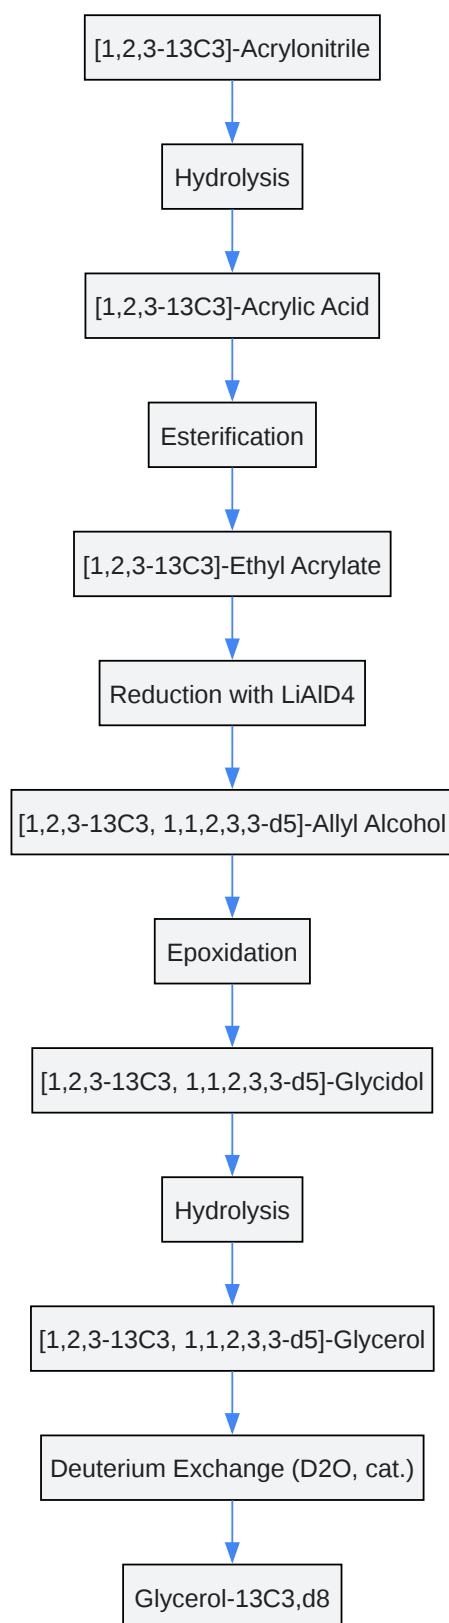 [1,2,3-13C3]-Acrylonitrile
Hydrolysis
[1,2,3-13C3]-Acrylic Acid
Esterification
[1,2,3-13C3]-Ethyl Acrylate
Reduction with LiAlD4
[1,2,3-13C3, 1,1,2,3,3-d5]-Allyl Alcohol
Epoxidation
[1,2,3-13C3, 1,1,2,3,3-d5]-Glycidol
Hydrolysis
[1,2,3-13C3, 1,1,2,3,3-d5]-Glycerol
Deuterium Exchange (D2O, cat.)
Glycerol-13C3,d8